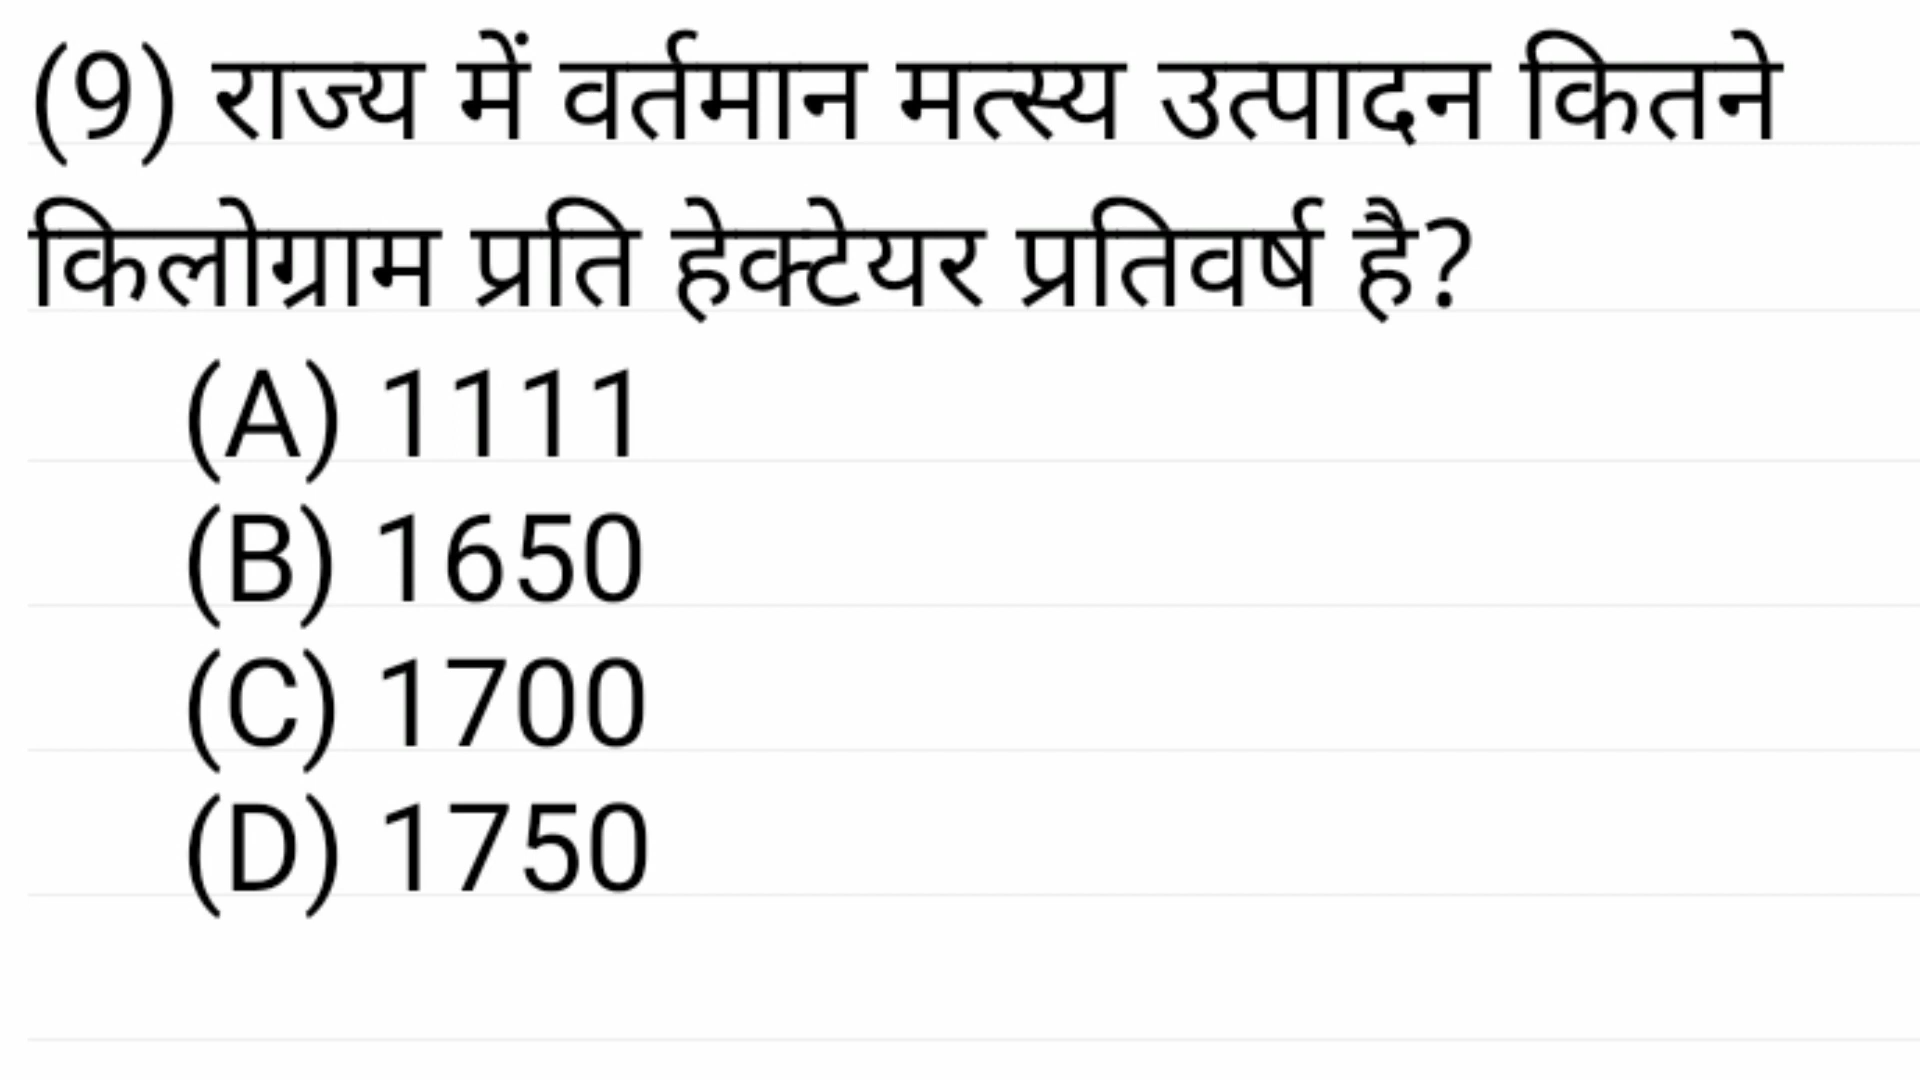 (9) राज्य में वर्तमान मत्स्य उत्पादन कितने
किलोग्राम प्रति हेक्टेयर प्रतिवर्ष है?
(A) 1111
(B) 1650
(C) 1700
(D) 1750